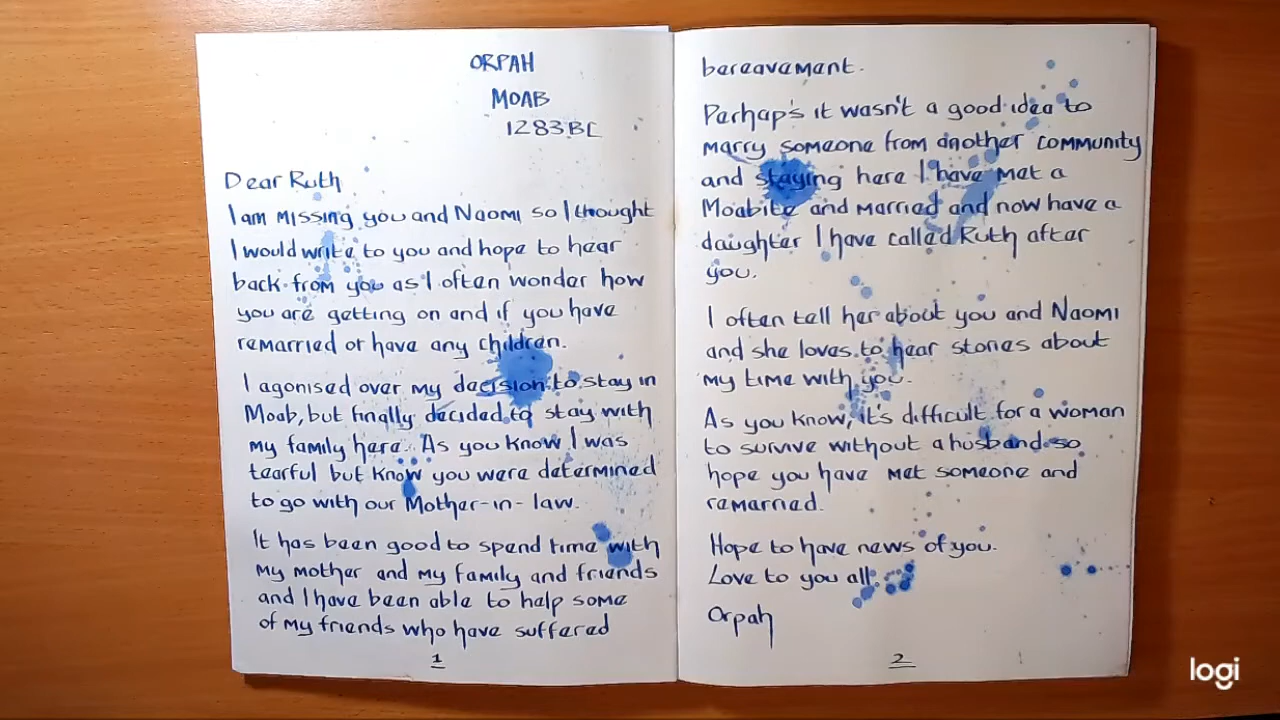 ORPAH
MOAB
1283BC
Dear Ruth
I am missing you and Naomi so I thought
I would write to you and hope to hear
back from you as I often wonder how
you are getting on and if you have
remarried or have any children.
I agonised over my decision to stay in
Moab, but finally decided to stay with
my family here. As you know I was
tearful but know you were determined
to go with our Mother-in-law.
It has been good to spend time with
my mother and my family and friends
and I have been able to help some
of my friends who have suffered
1
bereavement.
Perhap's it wasn't a good idea to
marry someone from another community
and staying here I have met a
Moabite and married and now have a
daughter I have called Ruth after
you.
I often tell her about you and Naomi
and she loves to hear stories about
my time with you.
As you know, it's difficult for a woman
to survive without a husband so
hope you have met someone and
remarried.
Hope to have news of you.
Love to you all.
Orpah
2
logi